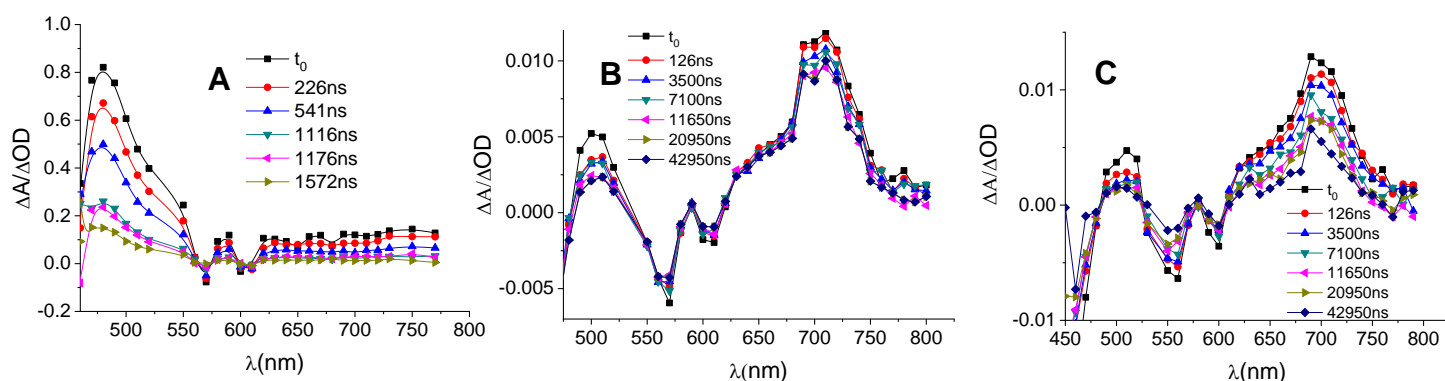 A
t₀
226ns
541ns
1116ns
1176ns
1572ns
ΔA/ΔOD
1.0
0.8
0.6
0.4
0.2
0.0
-0.2
500 550 600 650 700 750 800
λ(nm)
B
t₀
126ns
3500ns
7100ns
11650ns
20950ns
42950ns
ΔA/ΔOD
0.010
0.005
0.000
-0.005
500 550 600 650 700 750 800
λ(nm)
C
t₀
126ns
3500ns
7100ns
11650ns
20950ns
42950ns
ΔA/ΔOD
0.01
0.00
-0.01
450 500 550 600 650 700 750 800
λ(nm)